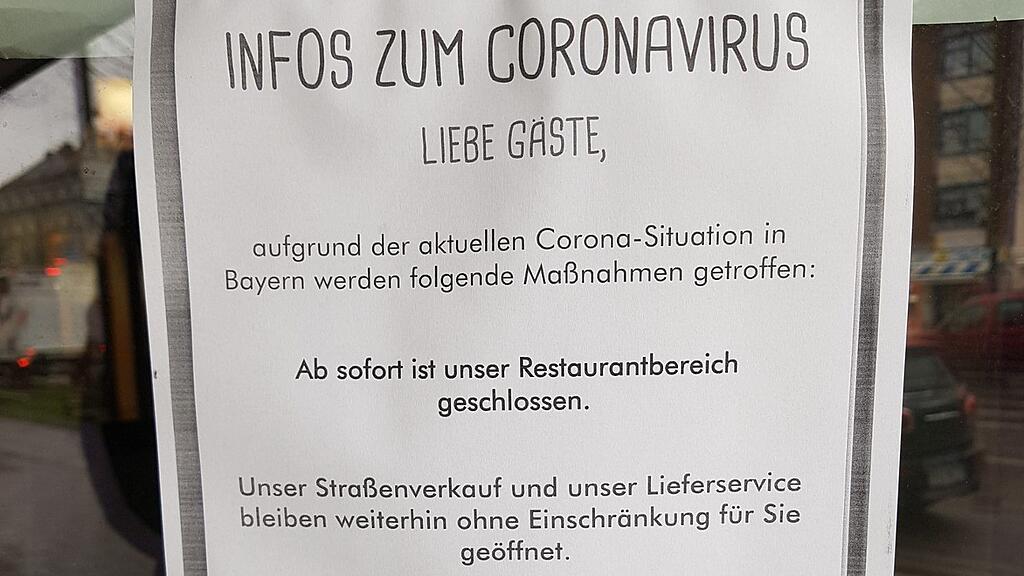 INFOS ZUM CORONAVIRUS
LIEBE GÄSTE,
aufgrund der aktuellen Corona-Situation in
Bayern werden folgende Maßnahmen getroffen:
Ab sofort ist unser Restaurantbereich
geschlossen.
Unser Straßenverkauf und unser Lieferservice
bleiben weiterhin ohne Einschränkung für Sie
geöffnet.